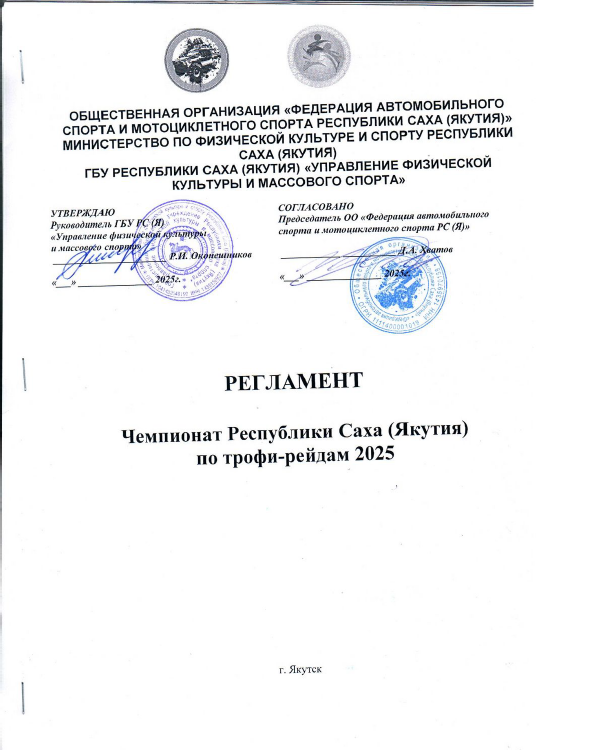 ОБЩЕСТВЕННАЯ ОРГАНИЗАЦИЯ «ФЕДЕРАЦИЯ АВТОМОБИЛЬНОГО
СПОРТА И МОТОЦИКЛЕТНОГО СПОРТА РЕСПУБЛИКИ САХА (ЯКУТИЯ)»
МИНИСТЕРСТВО ПО ФИЗИЧЕСКОЙ КУЛЬТУРЕ И СПОРТУ РЕСПУБЛИКИ
САХА (ЯКУТИЯ)
ГБУ РЕСПУБЛИКИ САХА (ЯКУТИЯ) «УПРАВЛЕНИЕ ФИЗИЧЕСКОЙ
КУЛЬТУРЫ И МАССОВОГО СПОРТА»
УТВЕРЖДАЮ
Руководитель ГБУ РС (Я)
«Управление физической культуры
и массового спорта»
Р.И. Оконешников
«___» ________________ 2025г.
СОГЛАСОВАНО
Председатель ОО «Федерация автомобильного
спорта и мотоциклетного спорта РС (Я)»
Д.А. Хватов
«___» ________________ 2025г.
РЕГЛАМЕНТ
Чемпионат Республики Саха (Якутия)
по трофи-рейдам 2025
г. Якутск